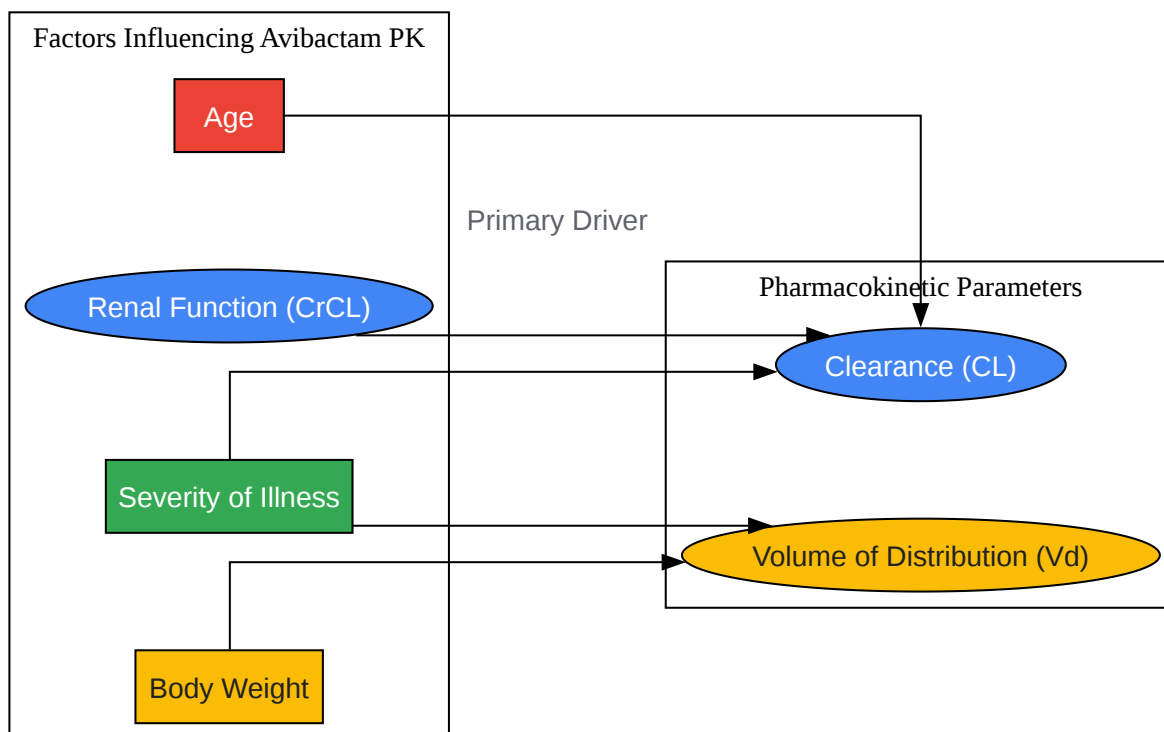 Factors Influencing Avibactam PK
Age
Primary Driver
Renal Function (CrCL)
Pharmacokinetic Parameters
Clearance (CL)
Severity of Illness
Volume of Distribution (Vd)
Body Weight